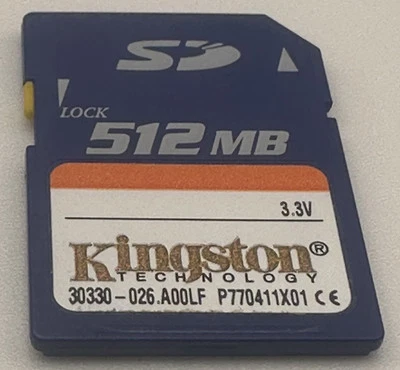 SD
LOCK
512 MB
3.3V
Kingston®
TECHNOLOGY
30330-026.A00LF P770411X01 CE